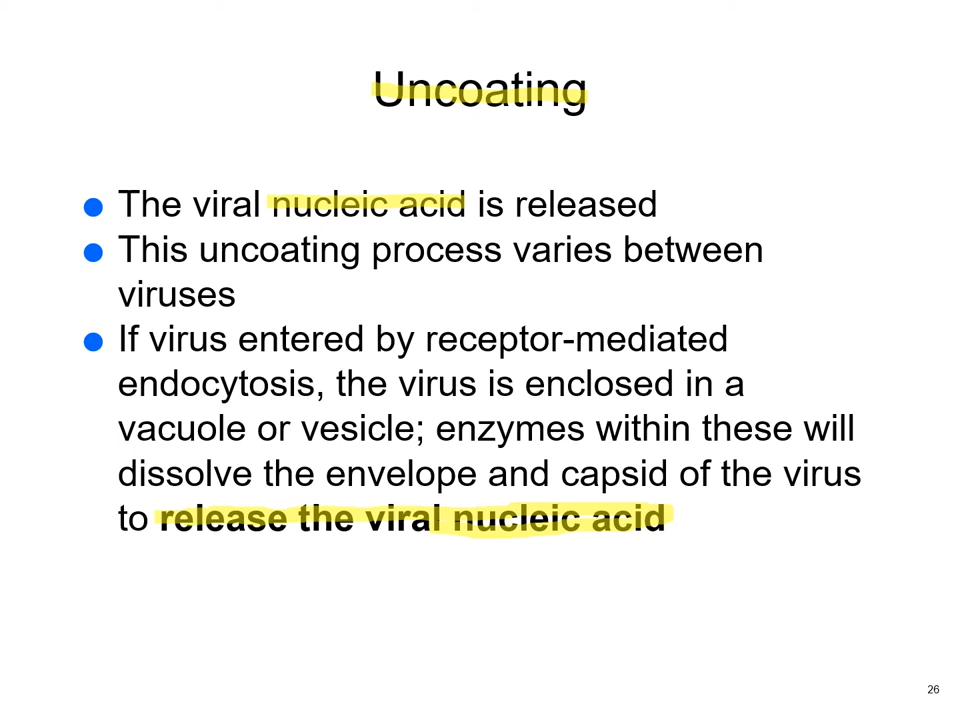 Uncoating
● The viral nucleic acid is released
● This uncoating process varies between
viruses
● If virus entered by receptor-mediated
endocytosis, the virus is enclosed in a
vacuole or vesicle; enzymes within these will
dissolve the envelope and capsid of the virus
to release the viral nucleic acid
26